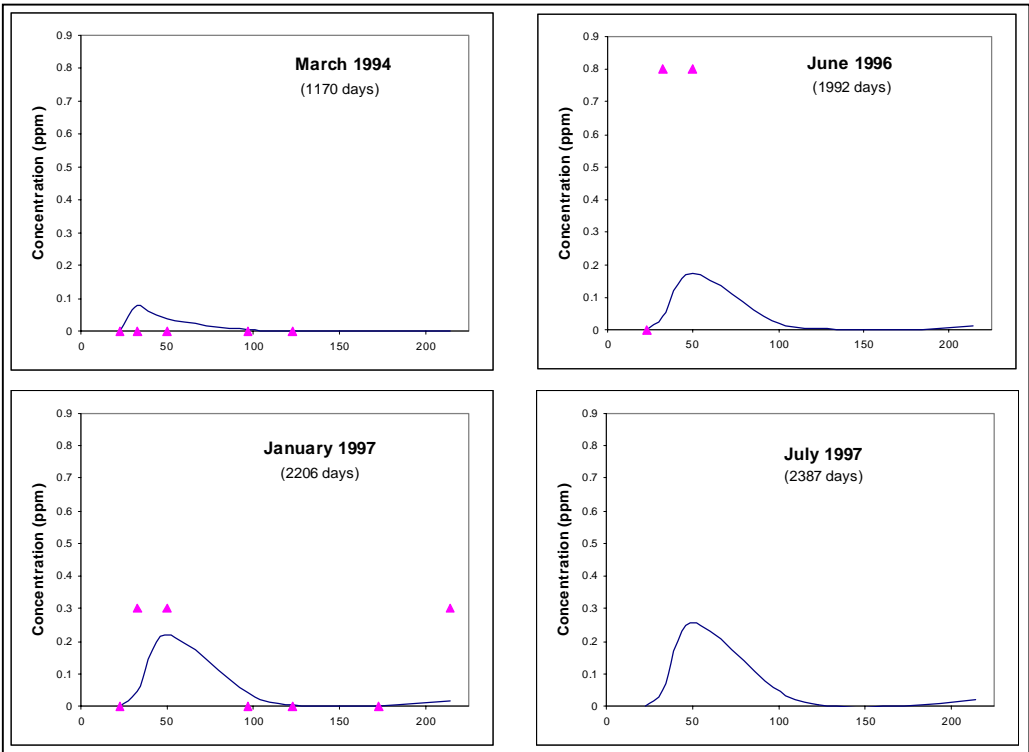 March 1994
(1170 days)
Concentration (ppm)
0.9
0.8
0.7
0.6
0.5
0.4
0.3
0.2
0.1
0
0 50 100 150 200
June 1996
(1992 days)
Concentration (ppm)
0.9
0.8
0.7
0.6
0.5
0.4
0.3
0.2
0.1
0
0 50 100 150 200
January 1997
(2206 days)
Concentration (ppm)
0.9
0.8
0.7
0.6
0.5
0.4
0.3
0.2
0.1
0
0 50 100 150 200
July 1997
(2387 days)
Concentration (ppm)
0.9
0.8
0.7
0.6
0.5
0.4
0.3
0.2
0.1
0
0 50 100 150 200